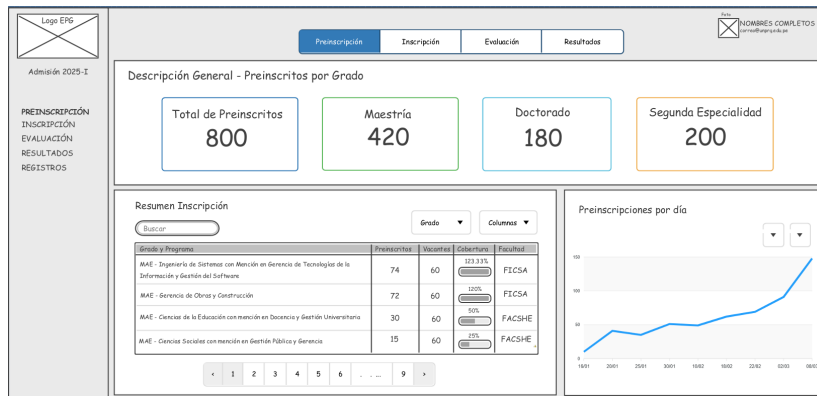 Logo EPG
Admisión 2025-I
PREINSCRIPCIÓN
INSCRIPCIÓN
EVALUACIÓN
RESULTADOS
REGISTROS
Preinscripción
Inscripción
Evaluación
Resultados
Foto
NOMBRES COMPLETOS
correo@unprg.edu.pe
Descripción General - Preinscritos por Grado
Total de Preinscritos
800
Maestría
420
Doctorado
180
Segunda Especialidad
200
Resumen Inscripción
Buscar
Grado ▼
Columnas ▼
Grado y Programa Preinscritos Vacantes Cobertura Facultad
MAE - Ingeniería de Sistemas con Mención en Gerencia de Tecnologías de la
Información y Gestión del Software
74 60 123.33% FICSA
MAE - Gerencia de Obras y Construcción 72 60 120% FICSA
MAE - Ciencias de la Educación con mención en Docencia y Gestión Universitaria 30 60 50% FACSHE
MAE - Ciencias Sociales con mención en Gestión Pública y Gerencia 15 60 25% FACSHE
‹ 1 2 3 4 5 6 . . ... 9 ›
Preinscripciones por día
150
100
50
0
18/01 20/01 25/01 30/01 10/02 15/02 22/02 02/03 08/03